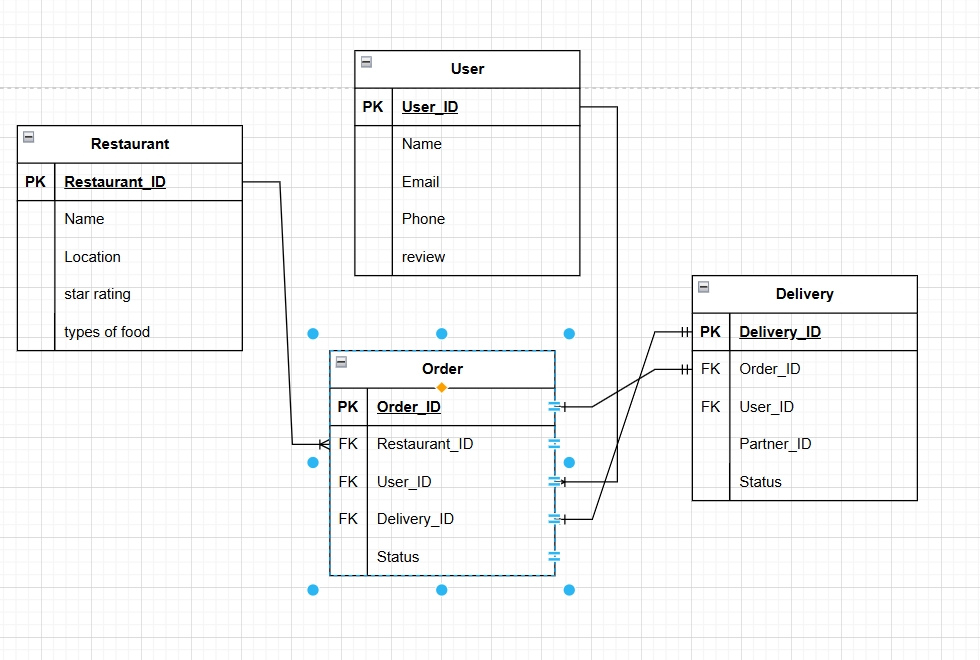 User
PK User_ID
Name
Email
Phone
review
Restaurant
PK Restaurant_ID
Name
Location
star rating
types of food
Order
PK Order_ID
FK Restaurant_ID
FK User_ID
FK Delivery_ID
Status
Delivery
PK Delivery_ID
FK Order_ID
FK User_ID
Partner_ID
Status